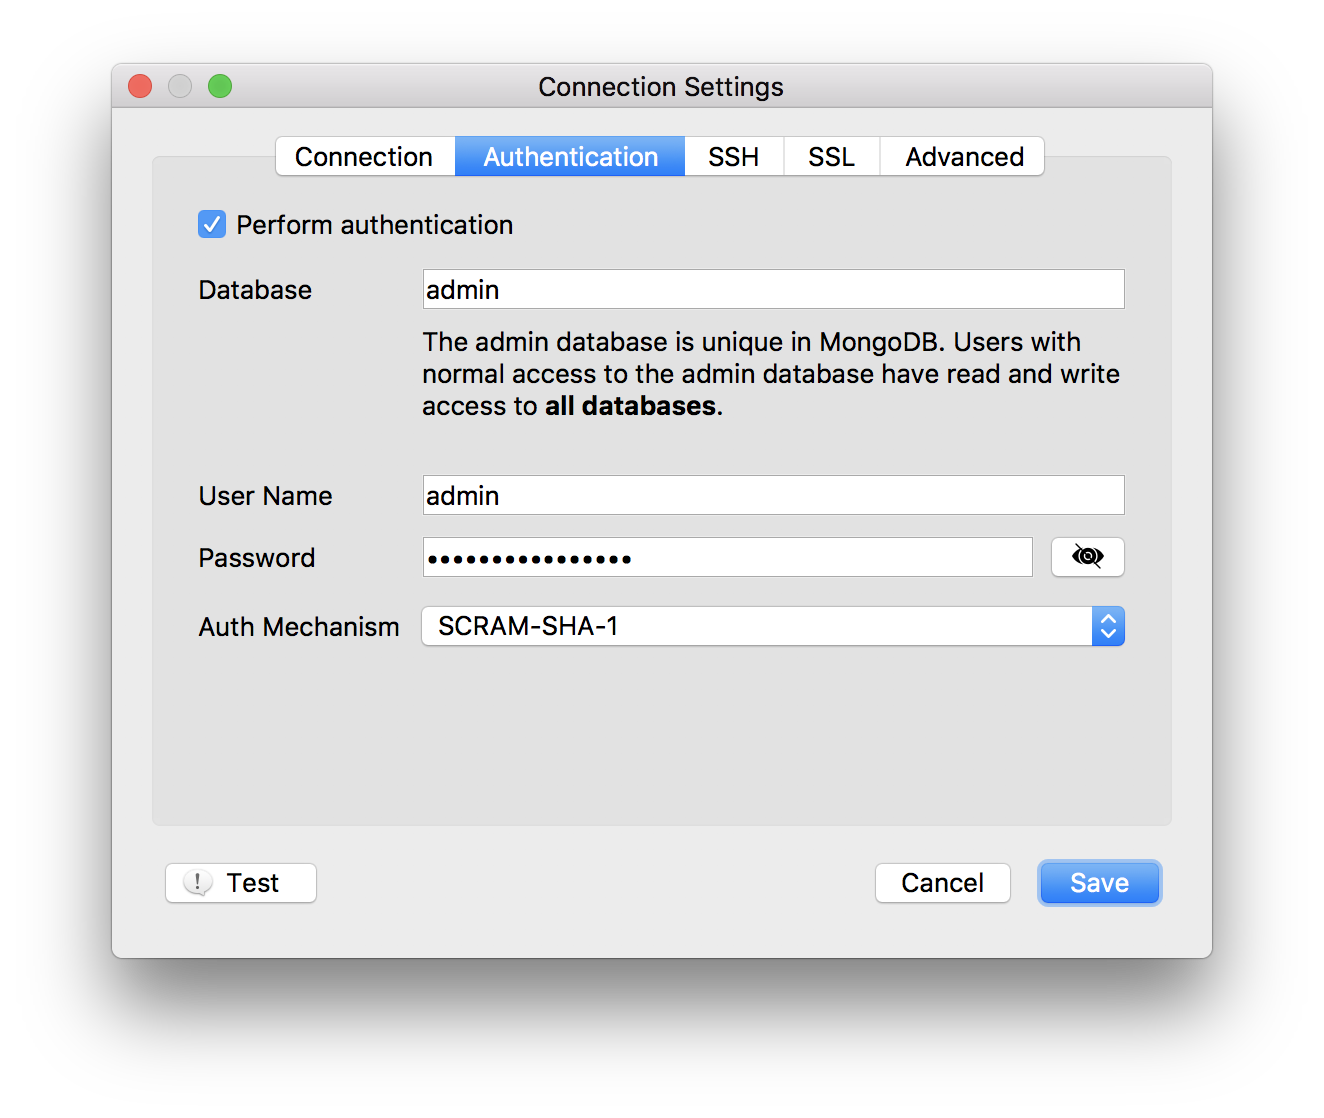 Connection Settings
Connection Authentication SSH SSL Advanced
Perform authentication
Database admin
The admin database is unique in MongoDB. Users with
normal access to the admin database have read and write
access to all databases.
User Name admin
Password ••••••••••••••••
Auth Mechanism SCRAM-SHA-1
! Test Cancel Save